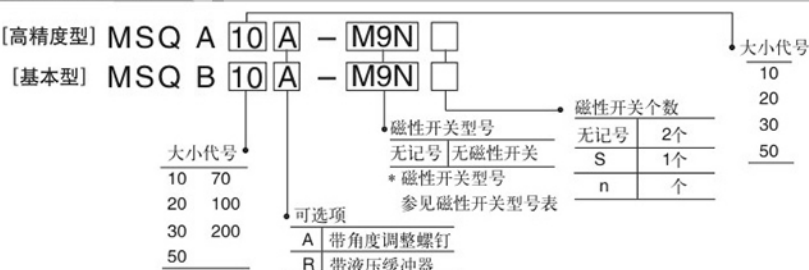 [高精度型] MSQ A 10 A － M9N
[基本型] MSQ B 10 A － M9N
大小代号
10
20
30
50
磁性开关个数
无记号 2个
S 1个
n 个
磁性开关型号
无记号 无磁性开关
* 磁性开关型号
参见磁性开关型号表
大小代号
10 70
20 100
30 200
50
可选项
A 带角度调整螺钉
R 带液压缓冲器